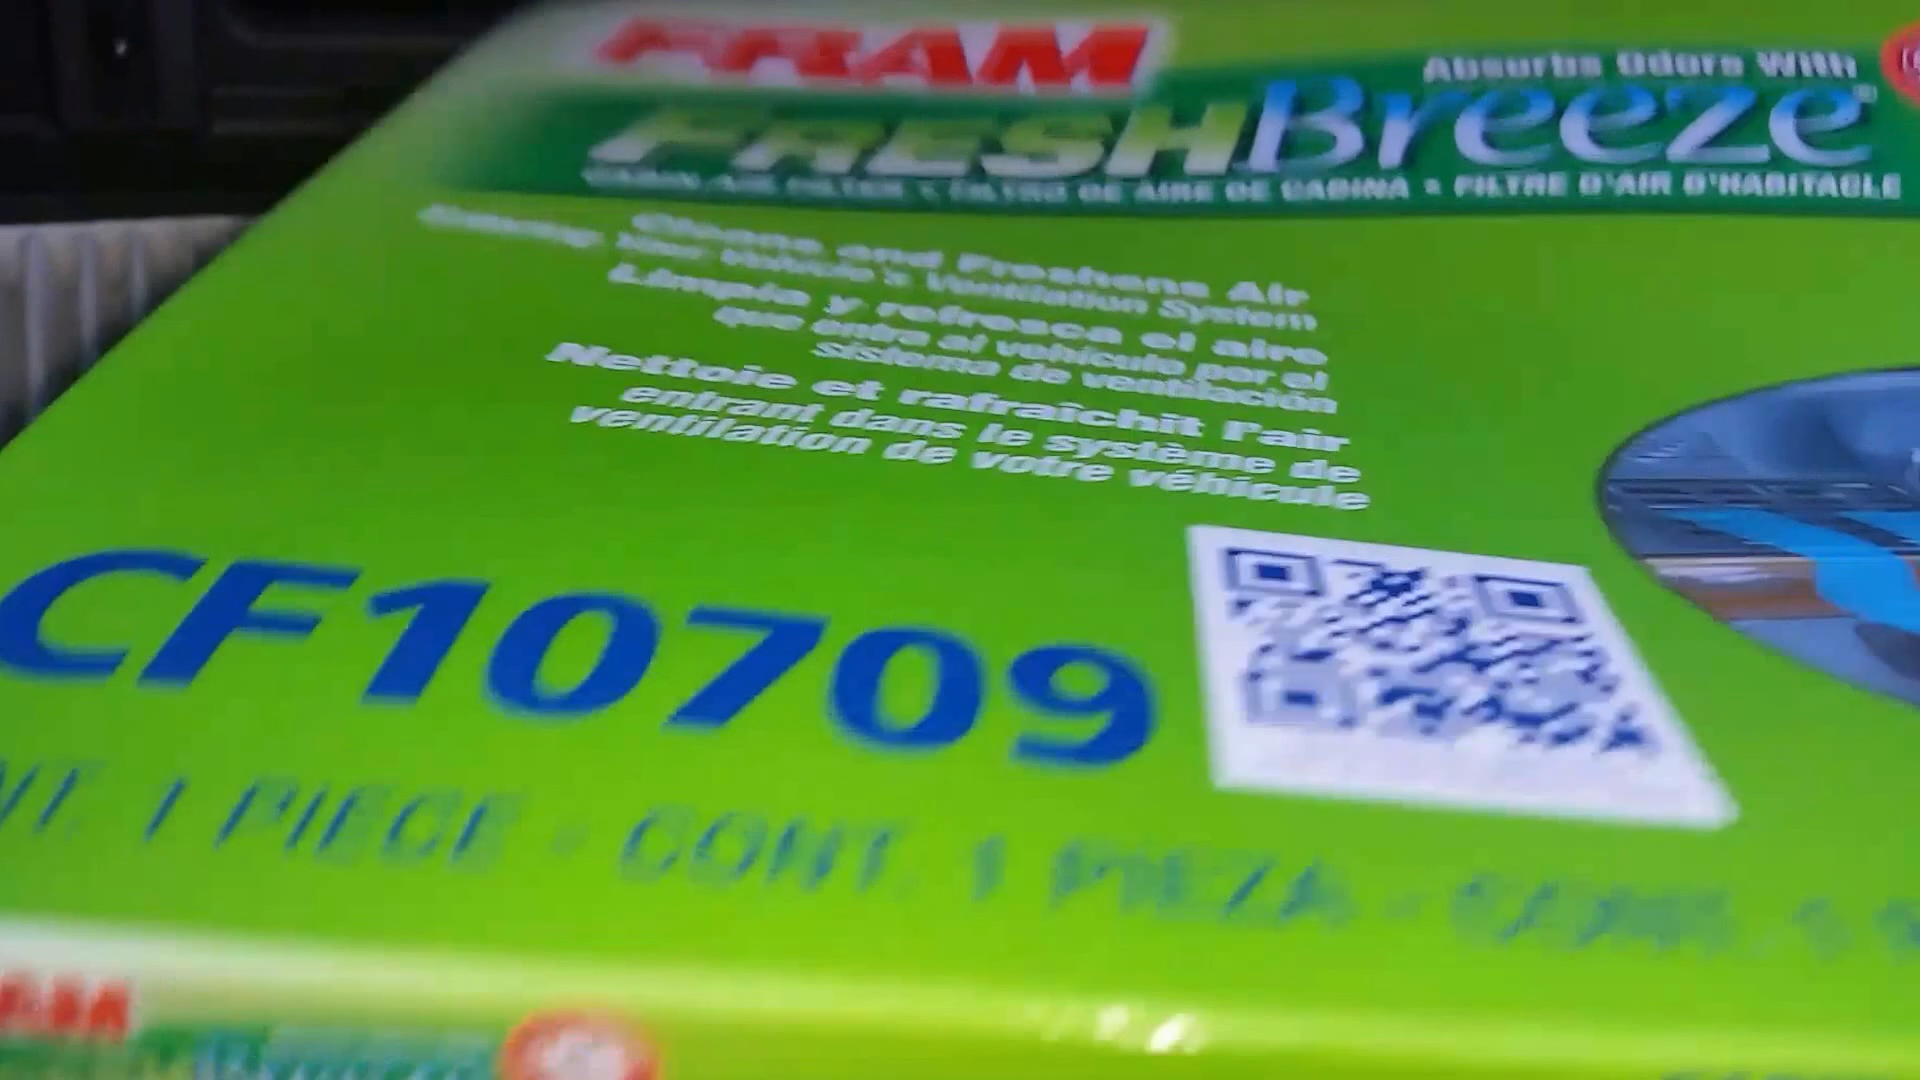 FRAM
Absorbs Odors With
FRESHBreeze®
CABIN AIR FILTER • FILTRO DE AIRE DE CABINA • FILTRE D'AIR D'HABITACLE
Cleans and Freshens Air
Entering Your Vehicle's Ventilation System
Limpia y refresca el aire
que entra al vehículo por el
sistema de ventilación
Nettoie et rafraîchit l'air
entrant dans le système de
ventilation de votre véhicule
CF10709
NT. 1 PIECE - CONT. 1 PIEZA - CONT. 1
FRAM